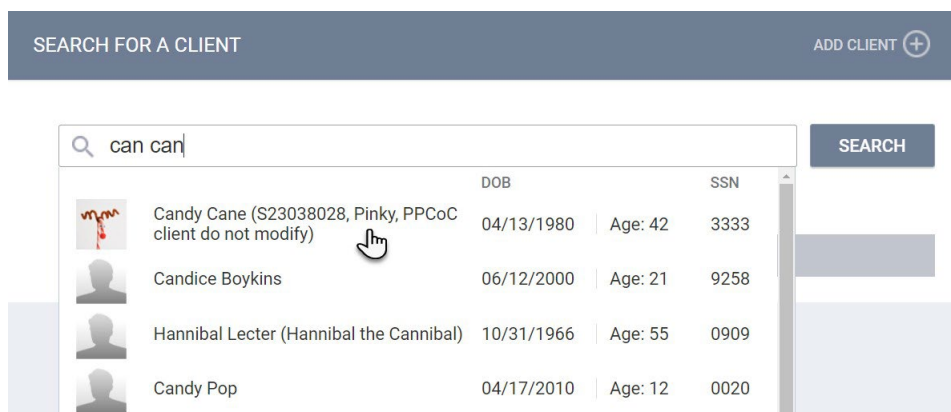 SEARCH FOR A CLIENT
ADD CLIENT
can can
SEARCH
DOB SSN
Candy Cane (S23038028, Pinky, PPCoC
client do not modify)
04/13/1980 Age: 42 3333
Candice Boykins 06/12/2000 Age: 21 9258
Hannibal Lecter (Hannibal the Cannibal) 10/31/1966 Age: 55 0909
Candy Pop 04/17/2010 Age: 12 0020